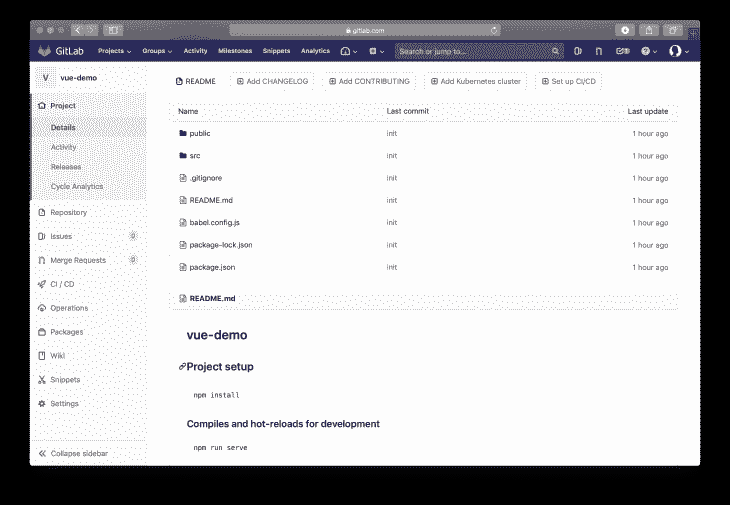 gitlab.com
GitLab Projects Groups Activity Milestones Snippets Analytics Search or jump to...
V vue-demo
README Add CHANGELOG Add CONTRIBUTING Add Kubernetes cluster Set up CI/CD
Project
Details
Activity
Releases
Cycle Analytics
Repository
Issues 0
Merge Requests 0
CI / CD
Operations
Packages
Wiki
Snippets
Settings
Collapse sidebar
Name Last commit Last update
public init 1 hour ago
src init 1 hour ago
.gitignore init 1 hour ago
README.md init 1 hour ago
babel.config.js init 1 hour ago
package-lock.json init 1 hour ago
package.json init 1 hour ago
README.md
vue-demo
Project setup
npm install
Compiles and hot-reloads for development
npm run serve